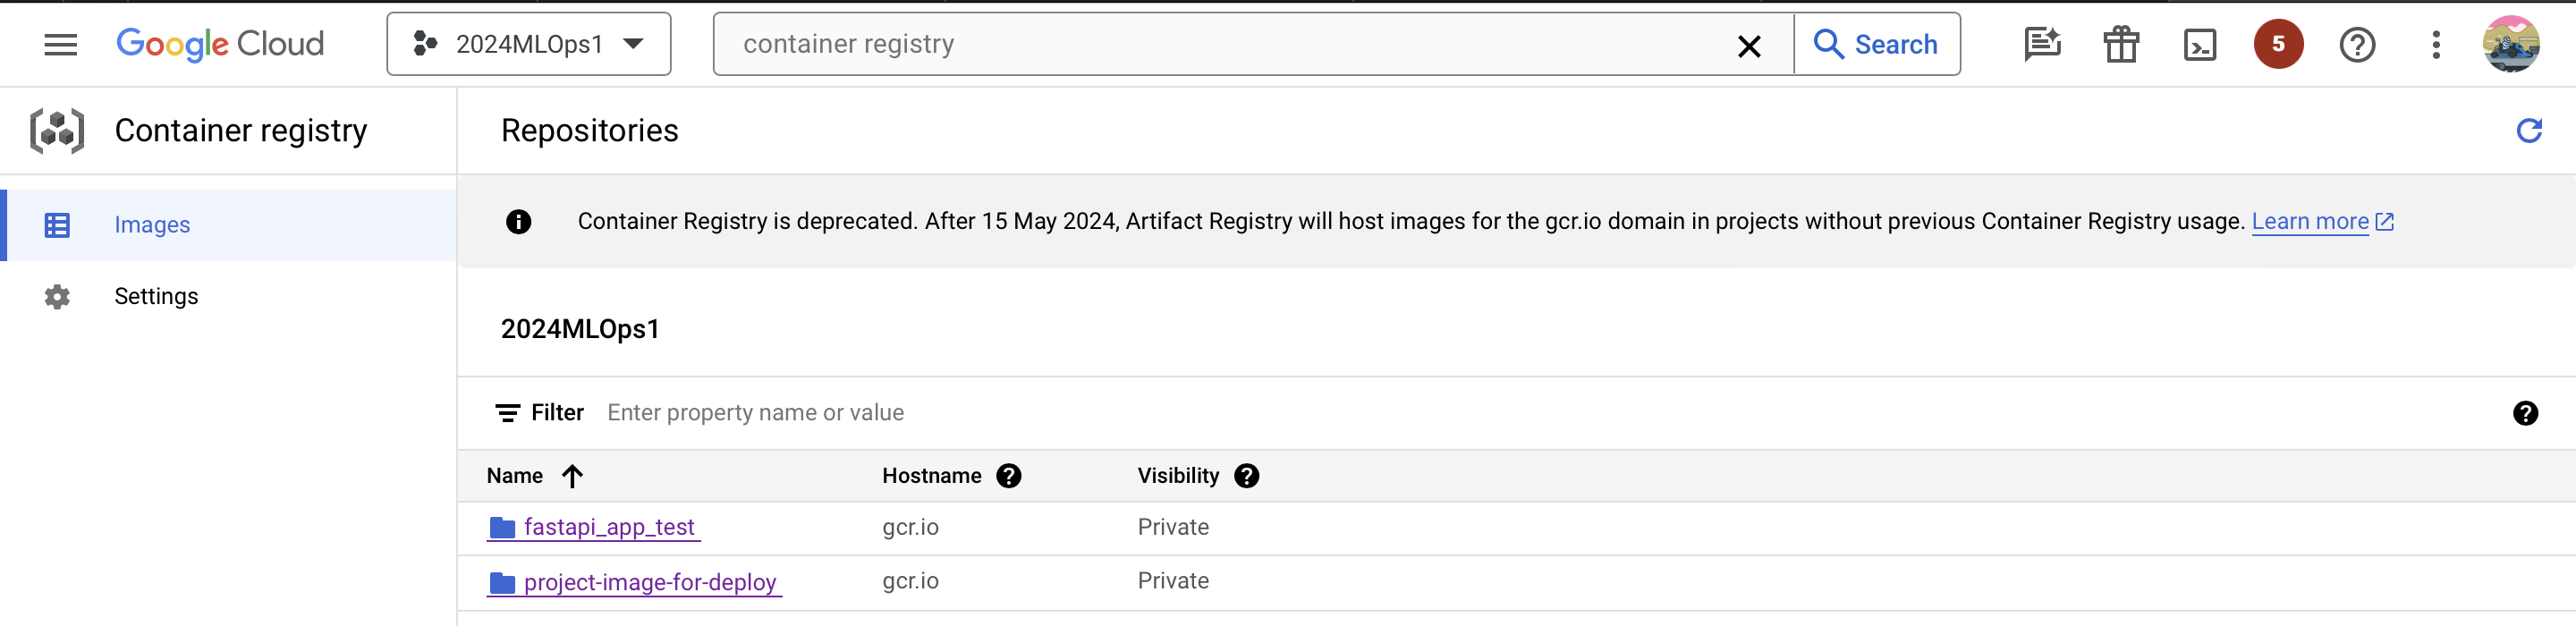 Google Cloud
2024MLOps1
container registry
Search
5
Container registry
Repositories
Images
Settings
Container Registry is deprecated. After 15 May 2024, Artifact Registry will host images for the gcr.io domain in projects without previous Container Registry usage. Learn more
2024MLOps1
Filter Enter property name or value
Name Hostname Visibility
fastapi_app_test gcr.io Private
project-image-for-deploy gcr.io Private